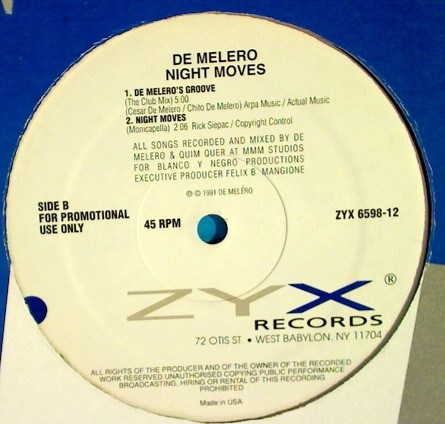 DE MELERO
NIGHT MOVES
1. DE MELERO'S GROOVE
(The Club Mix) 5:00
(Cesar De Melero / Chito De Melero) Arpa Music / Actual Music
2. NIGHT MOVES
(Monicapella) 2:06 Rick Siepac / Copyright Control
ALL SONGS RECORDED AND MIXED BY DE
MELERO & QUIM QUER AT MMM STUDIOS
FOR BLANCO Y NEGRO PRODUCTIONS
EXECUTIVE PRODUCER FELIX B. MANGIONE
℗ © 1991 DE MELERO
SIDE B
FOR PROMOTIONAL
USE ONLY
45 RPM
ZYX 6598-12
ZYX ®
RECORDS
72 OTIS ST. • WEST BABYLON, NY 11704
ALL RIGHTS OF THE PRODUCER AND OF THE OWNER OF THE RECORDED
WORK RESERVED UNAUTHORISED COPYING PUBLIC PERFORMANCE
BROADCASTING, HIRING OR RENTAL OF THIS RECORDING
PROHIBITED
Made in USA